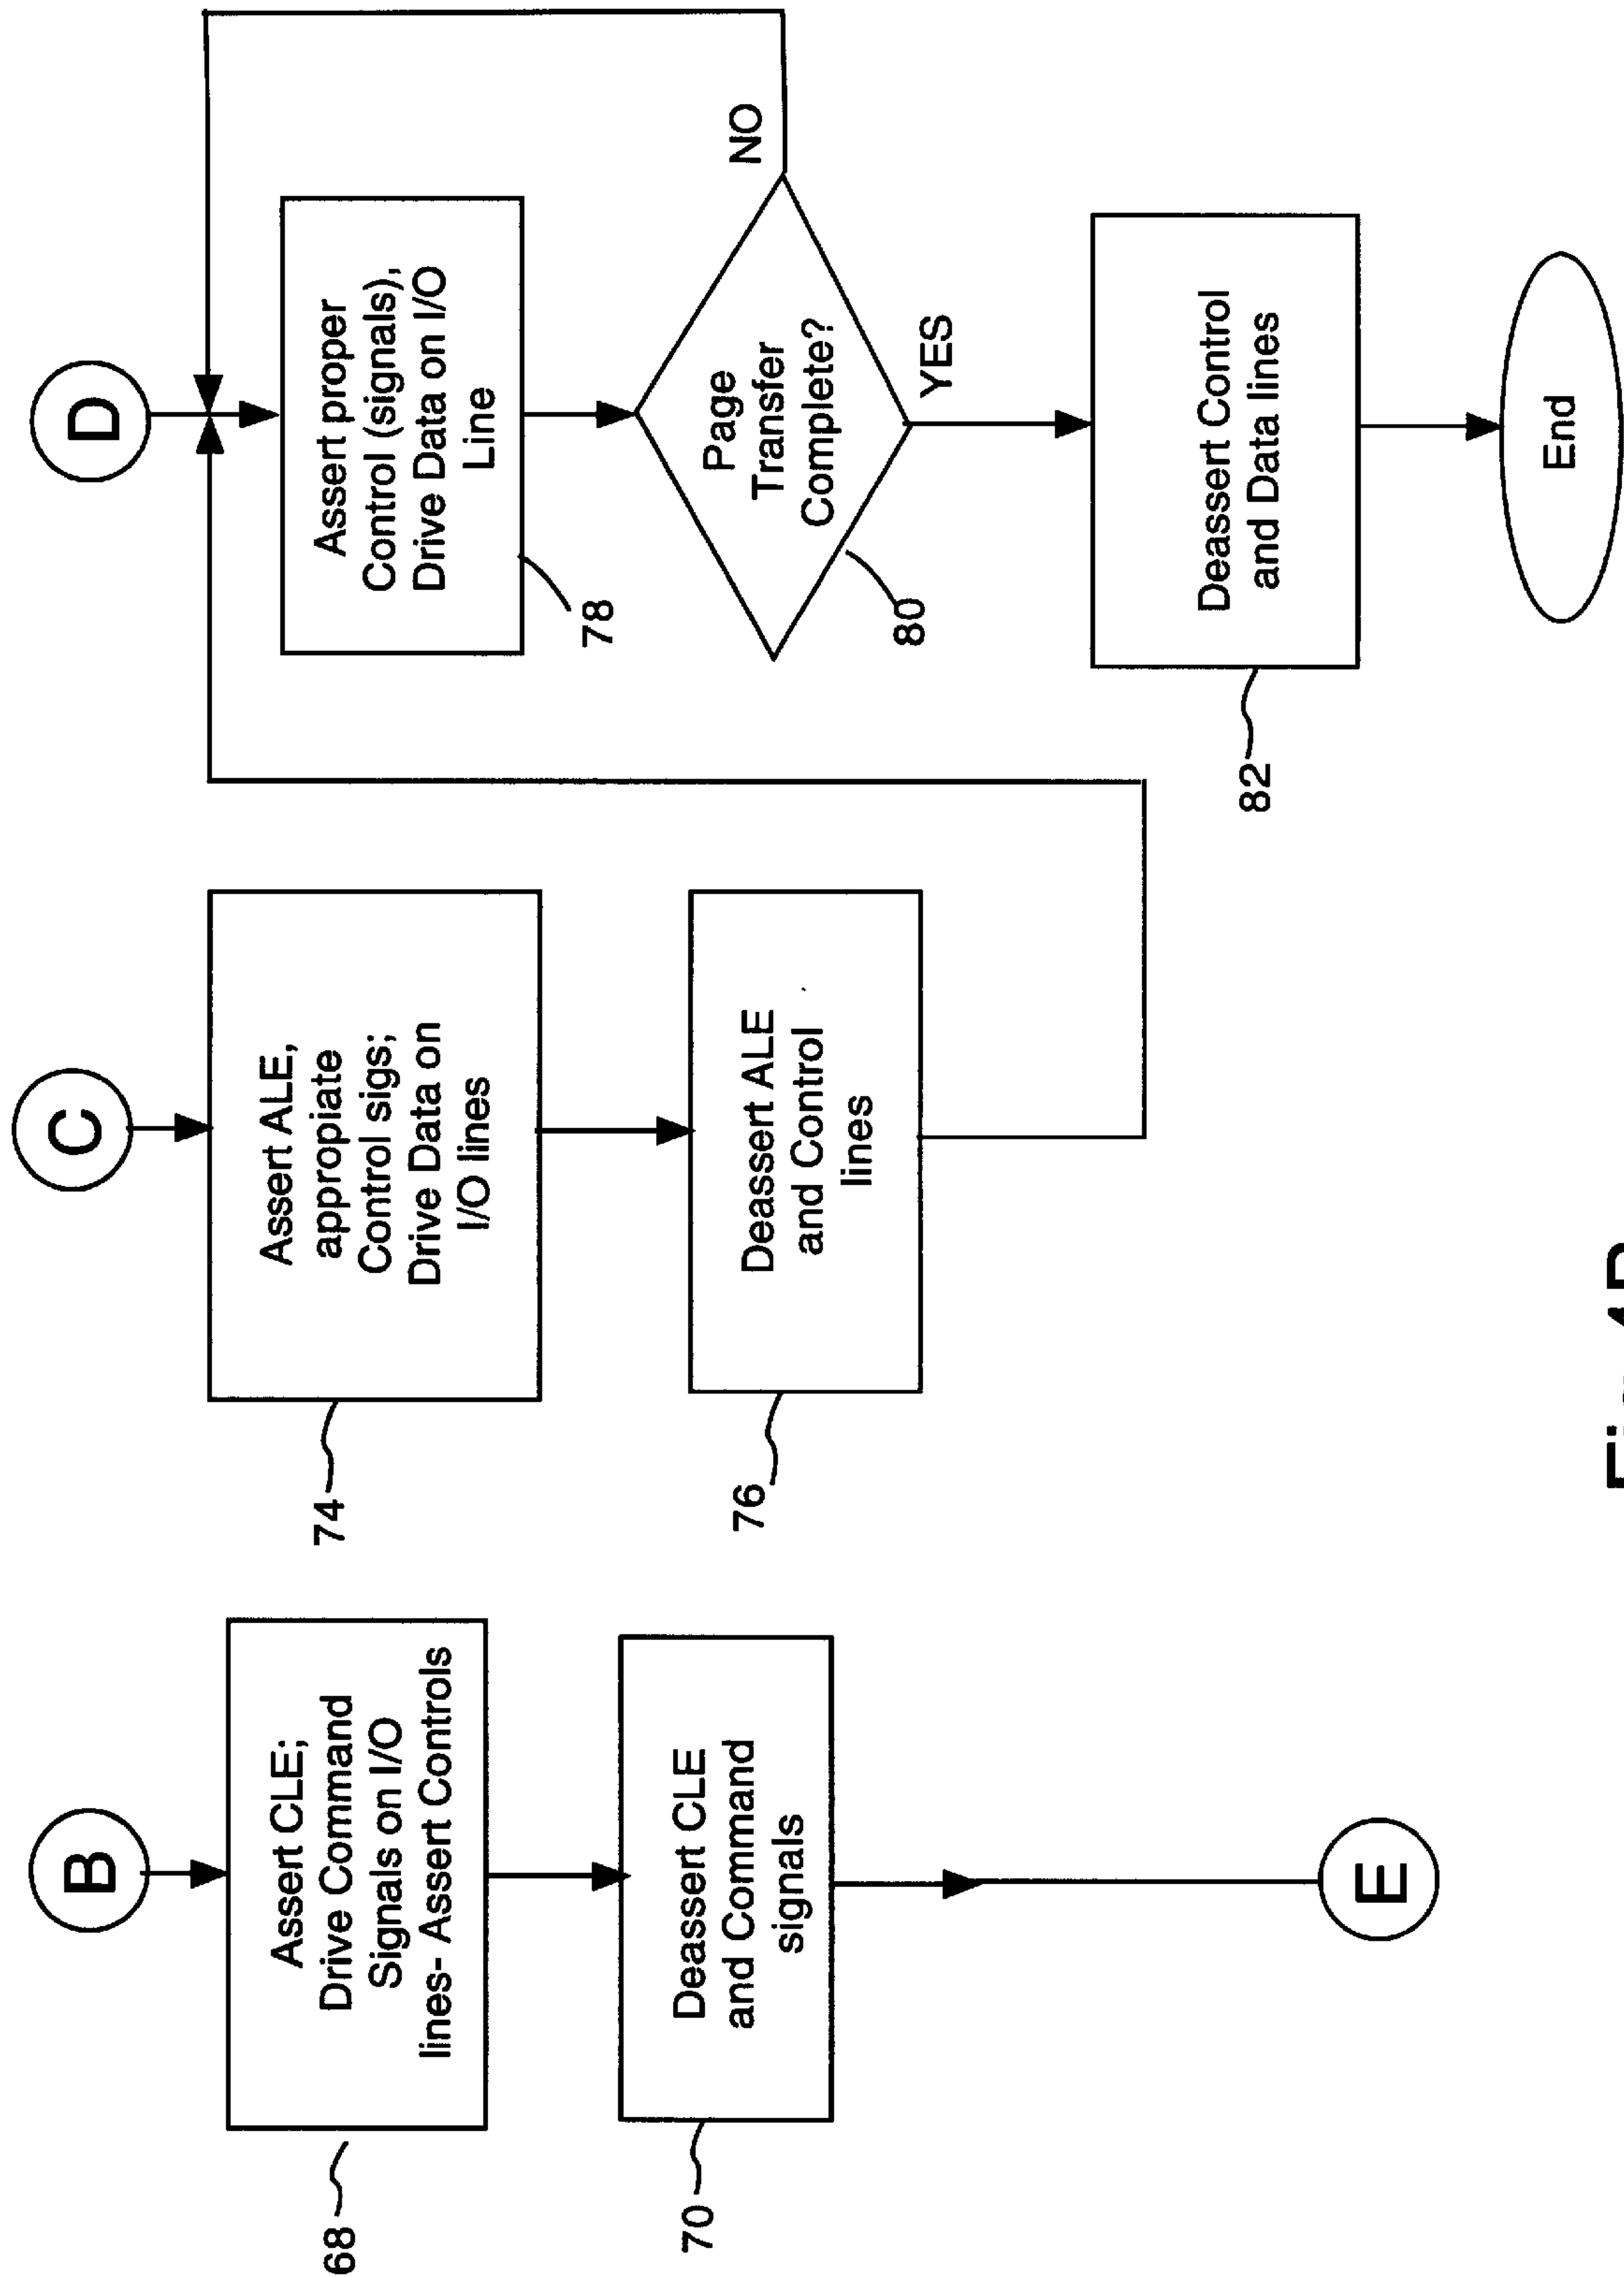 B
Assert CLE;
Drive Command
Signals on I/O
lines- Assert Controls
68
Deassert CLE
and Command
signals
70
E
C
Assert ALE,
appropiate
Control sigs;
Drive Data on
I/O lines
74
Deassert ALE
and Control
lines
76
D
Assert proper
Control (signals),
Drive Data on I/O
Line
78
Page
Transfer
Complete?
NO
80
YES
Deassert Control
and Data lines
82
End